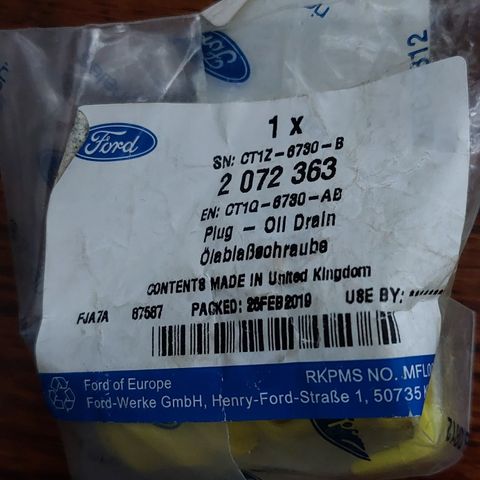 Ford
1 x
SN: CT1Z-6730-B
2 072 363
EN: CT1Q-6730-AB
Plug - Oil Drain
Ölablaßschraube
CONTENTS MADE IN United Kingdom
FJA7A 87587 PACKED: 26FEB2019 USE BY: ********
Ford of Europe RKPMS NO. MFL0
Ford-Werke GmbH, Henry-Ford-Straße 1, 50735